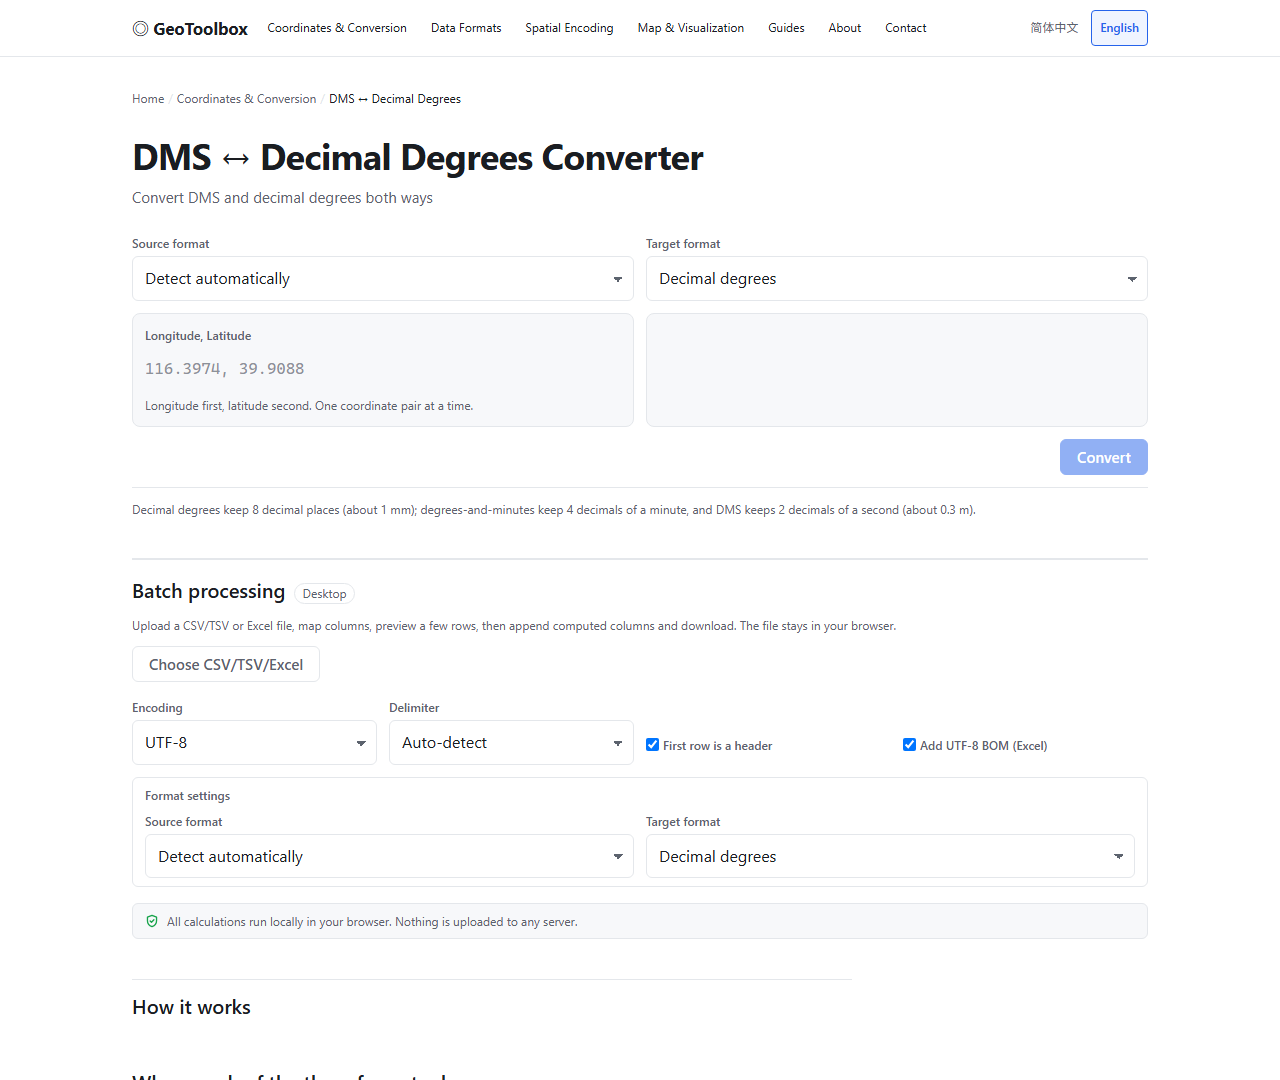 GeoToolbox
Coordinates & Conversion
Data Formats
Spatial Encoding
Map & Visualization
Guides
About
Contact
简体中文
English
Home / Coordinates & Conversion / DMS ↔ Decimal Degrees
DMS ↔ Decimal Degrees Converter
Convert DMS and decimal degrees both ways
Source format
Detect automatically
Target format
Decimal degrees
Longitude, Latitude
116.3974, 39.9088
Longitude first, latitude second. One coordinate pair at a time.
Convert
Decimal degrees keep 8 decimal places (about 1 mm); degrees-and-minutes keep 4 decimals of a minute, and DMS keeps 2 decimals of a second (about 0.3 m).
Batch processing
Desktop
Upload a CSV/TSV or Excel file, map columns, preview a few rows, then append computed columns and download. The file stays in your browser.
Choose CSV/TSV/Excel
Encoding
UTF-8
Delimiter
Auto-detect
First row is a header
Add UTF-8 BOM (Excel)
Format settings
Source format
Detect automatically
Target format
Decimal degrees
All calculations run locally in your browser. Nothing is uploaded to any server.
How it works